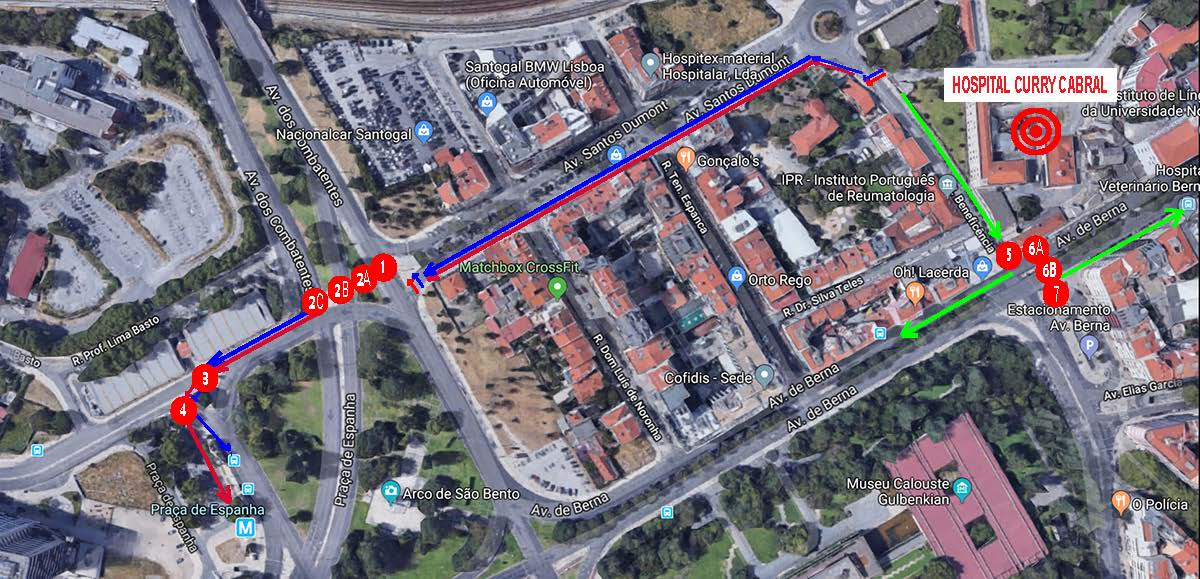 Hospitex-material
Hospitalar, Lda
Santogal BMW Lisboa
(Oficina Automóvel)
HOSPITAL CURRY CABRAL
Av. Santos Dumont
Av. dos Combatentes
Nacionalcar Santogal
Av. Santos Dumont
Gonçalo's
R. Ten. Espanca
IPR - Instituto Português
de Reumatologia
Beneficência
da Universidade
Veterinário
Av. dos Combatentes
Av. de Berna
1
2A
2B
2C
Matchbox CrossFit
Orto Rego
Oh! Lacerda
5
6A
6B
7
R. Dr. Silva Teles
Estacionamento
Av. Berna
P
R. Prof. Lima Basto
Basto
3
4
R. Dom Luis de Noronha
Cofidis - Sede
Av. de Berna
Av. de Berna
Av. Elias Garcia
Praça de Espanha
Praça de Espanha
Praça de Espanha
M
Arco de São Bento
Av. de Berna
Museu Calouste
Gulbenkian
O Polícia